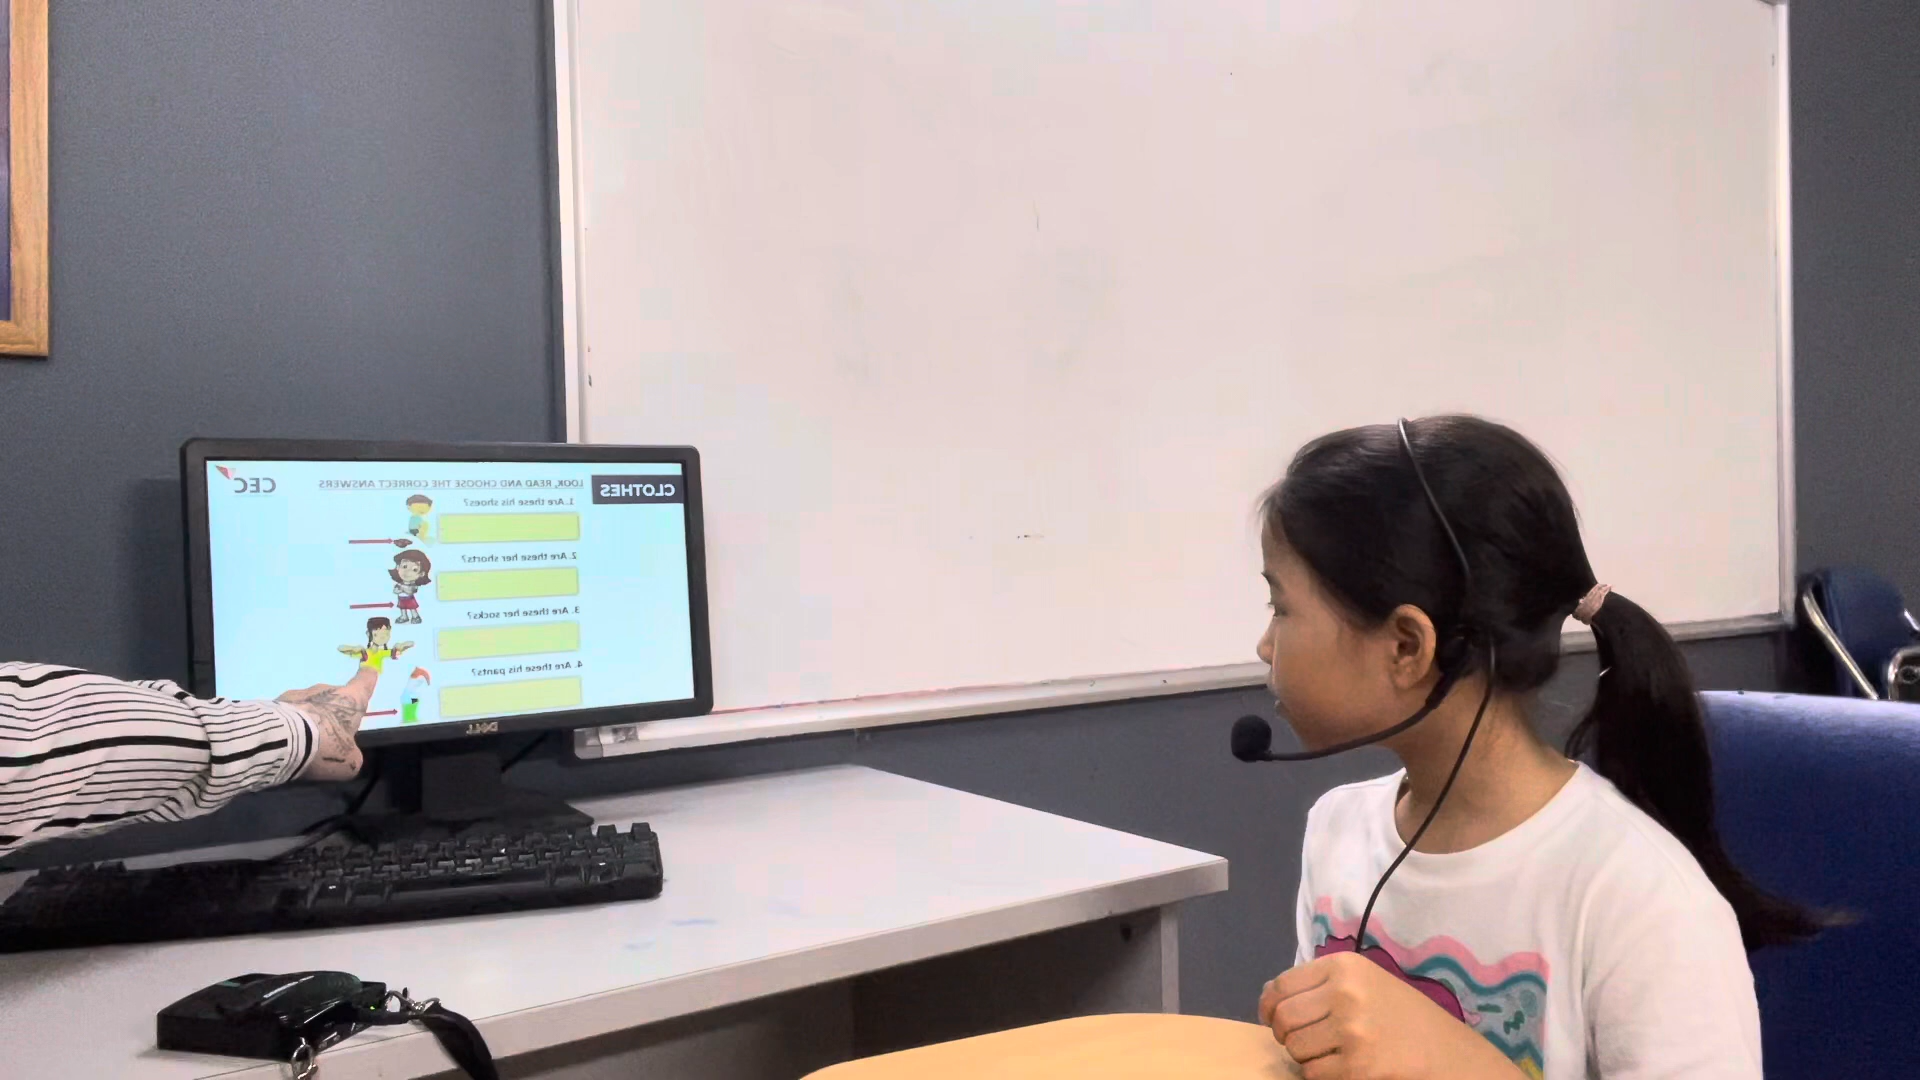 CLOTHES
LOOK, READ AND CHOOSE THE CORRECT ANSWERS
CEC
1. Are these his shoes?
2. Are these her shorts?
3. Are these her socks?
4. Are these his pants?
DELL